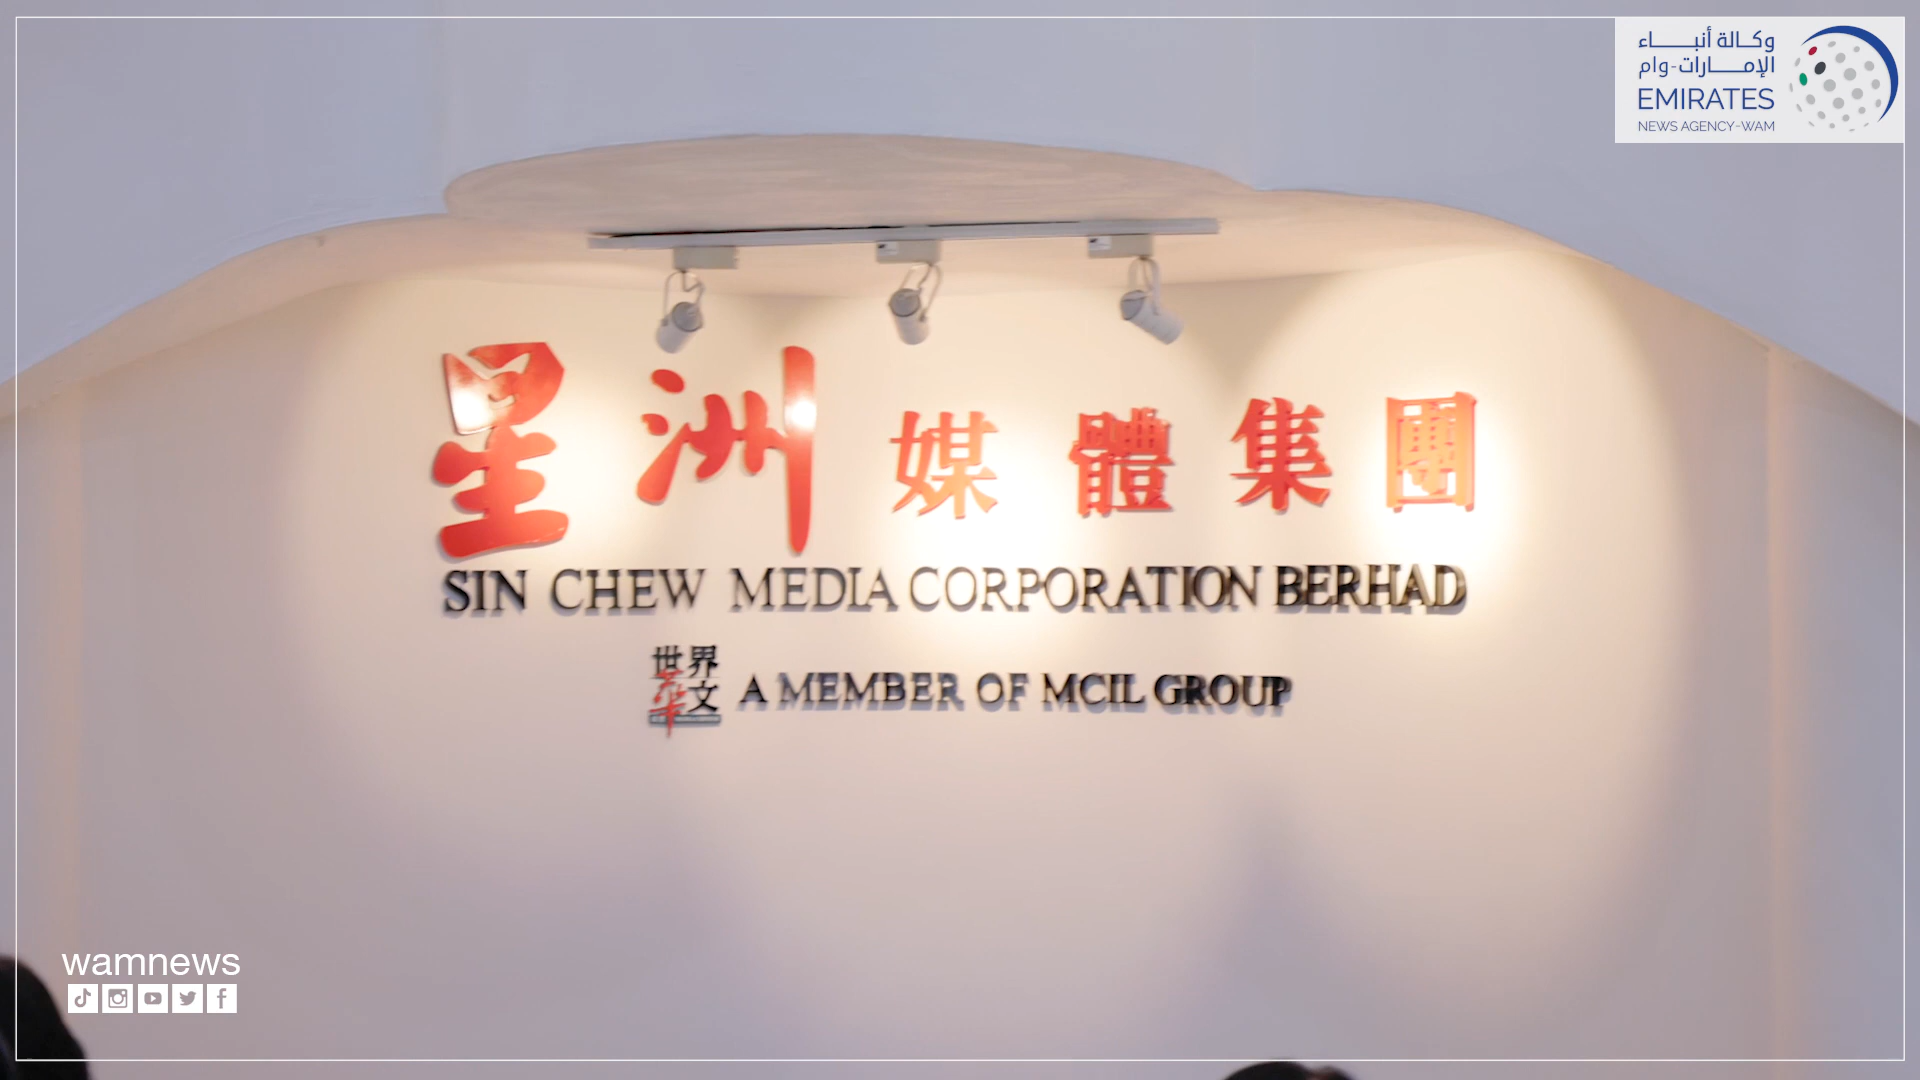 وكالة أنباء
الإمارات-وام
EMIRATES
NEWS AGENCY-WAM
星洲媒體集團
SIN CHEW MEDIA CORPORATION BERHAD
世界
華文
A MEMBER OF MCIL GROUP
wamnews